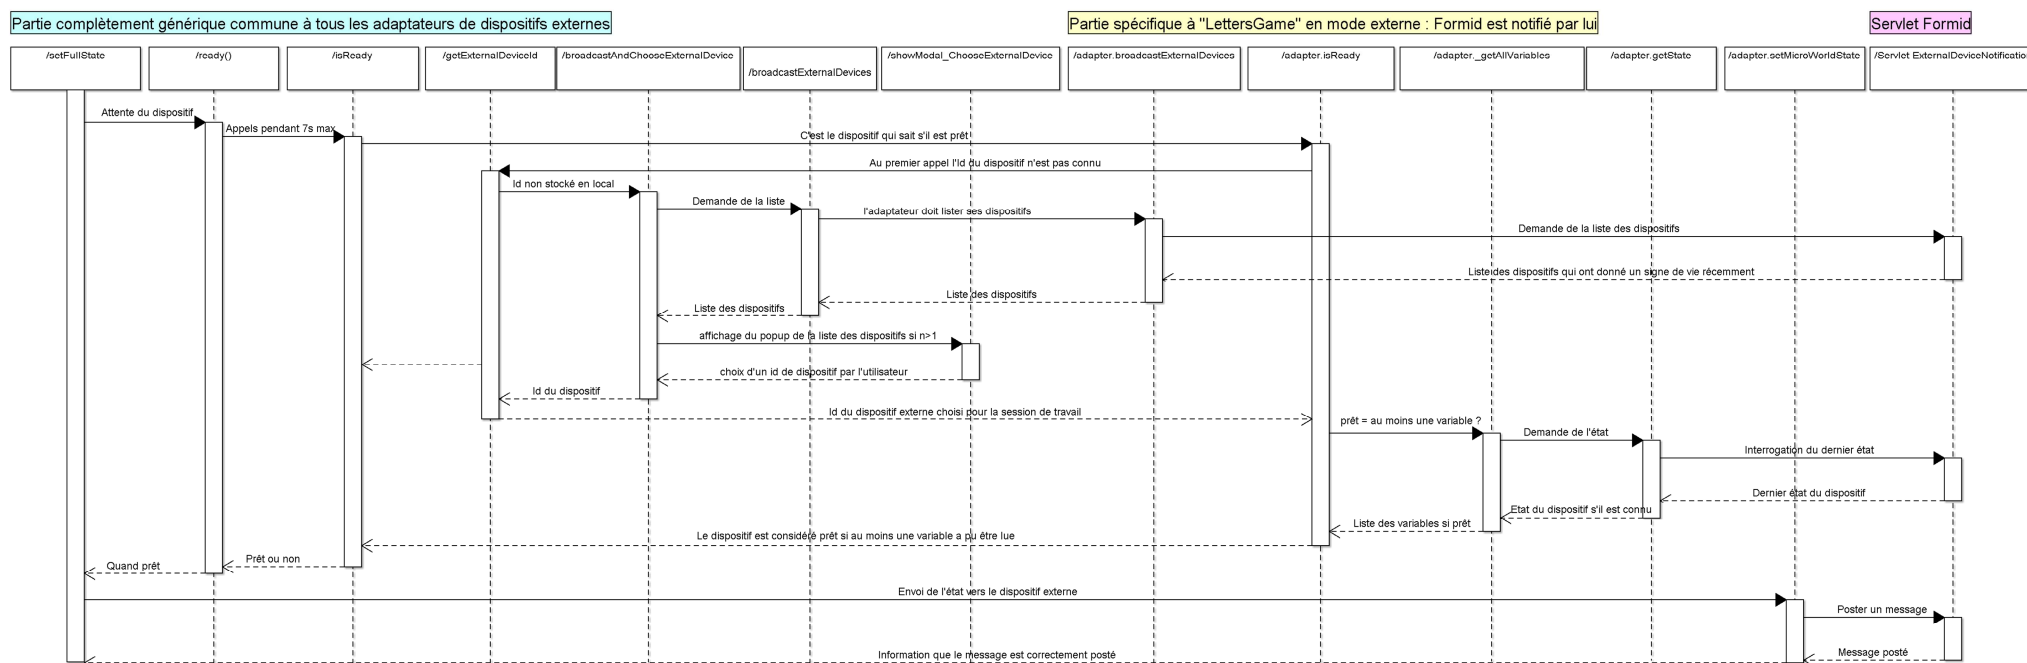 Partie complètement générique commune à tous les adaptateurs de dispositifs externes
Partie spécifique à "LettersGame" en mode externe : Formid est notifié par lui
Servlet Formid
/setFullState
/ready()
/isReady
/getExternalDeviceId
/broadcastAndChooseExternalDevice
/broadcastExternalDevices
/showModal_ChooseExternalDevice
/adapter.broadcastExternalDevices
/adapter.isReady
/adapter._getAllVariables
/adapter.getState
/adapter.setMicroWorldState
/Servlet ExternalDeviceNotification
Attente du dispositif
Appels pendant 7s max
C'est le dispositif qui sait s'il est prêt
Au premier appel l'Id du dispositif n'est pas connu
Id non stocké en local
Demande de la liste
l'adaptateur doit lister ses dispositifs
Demande de la liste des dispositifs
Liste des dispositifs qui ont donné un signe de vie récemment
Liste des dispositifs
Liste des dispositifs
affichage du popup de la liste des dispositifs si n>1
choix d'un id de dispositif par l'utilisateur
Id du dispositif
Id du dispositif externe choisi pour la session de travail
prêt = au moins une variable ?
Demande de l'état
Interrogation du dernier état
Dernier état du dispositif
Etat du dispositif s'il est connu
Liste des variables si prêt
Le dispositif est considéré prêt si au moins une variable a pu être lue
Prêt ou non
Quand prêt
Envoi de l'état vers le dispositif externe
Poster un message
Message posté
Information que le message est correctement posté